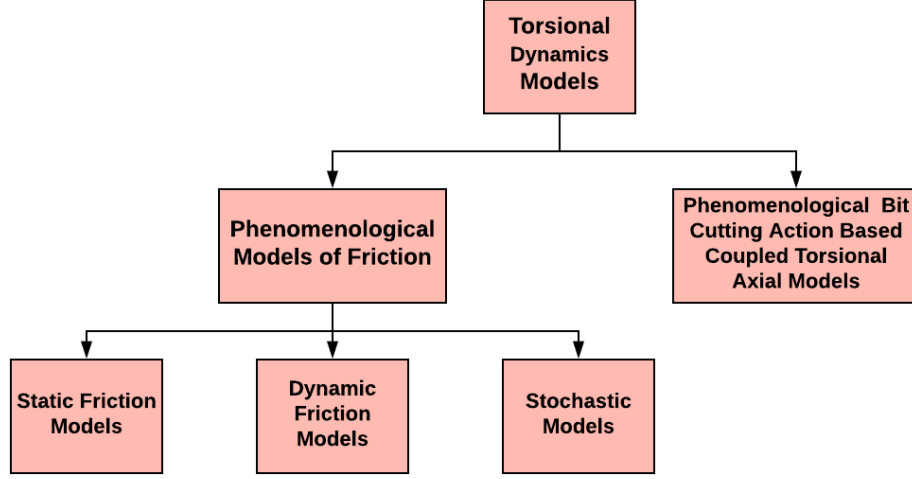 Torsional
Dynamics
Models
Phenomenological
Models of Friction
Phenomenological Bit
Cutting Action Based
Coupled Torsional
Axial Models
Static Friction
Models
Dynamic
Friction
Models
Stochastic
Models